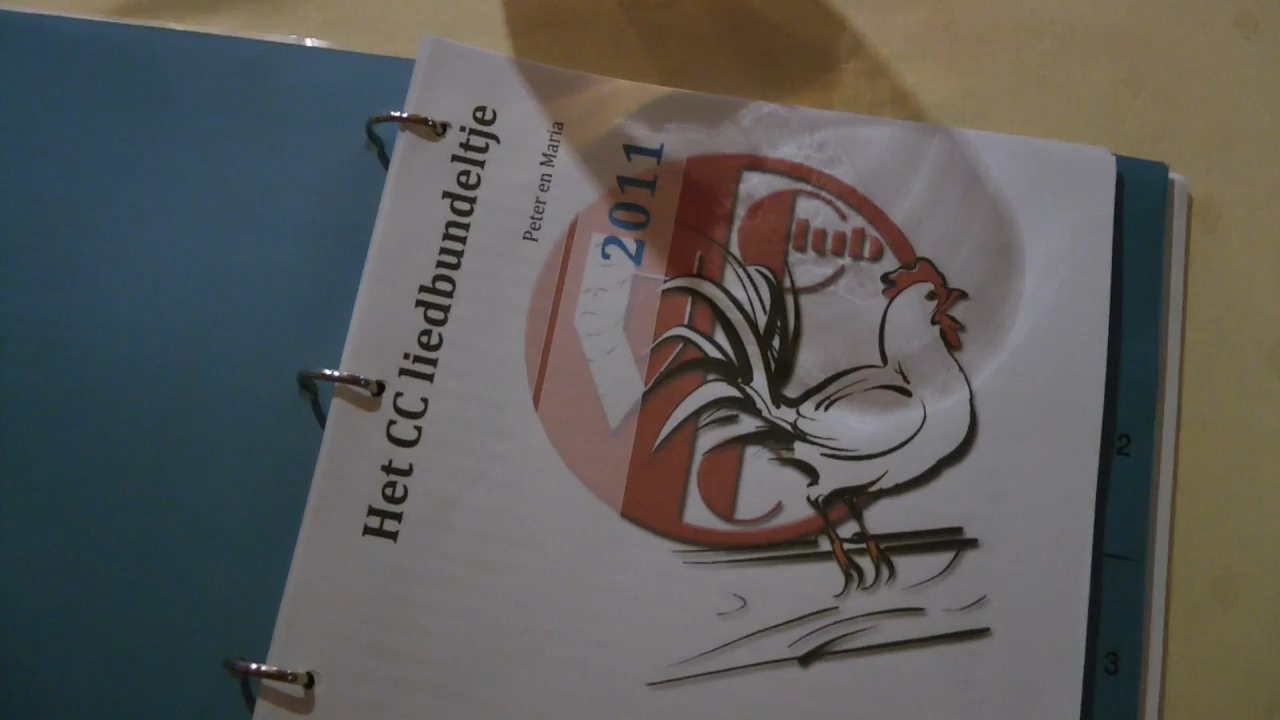 Het CC liedbundeltje
Peter en Maria
2011
C
Club
2
3